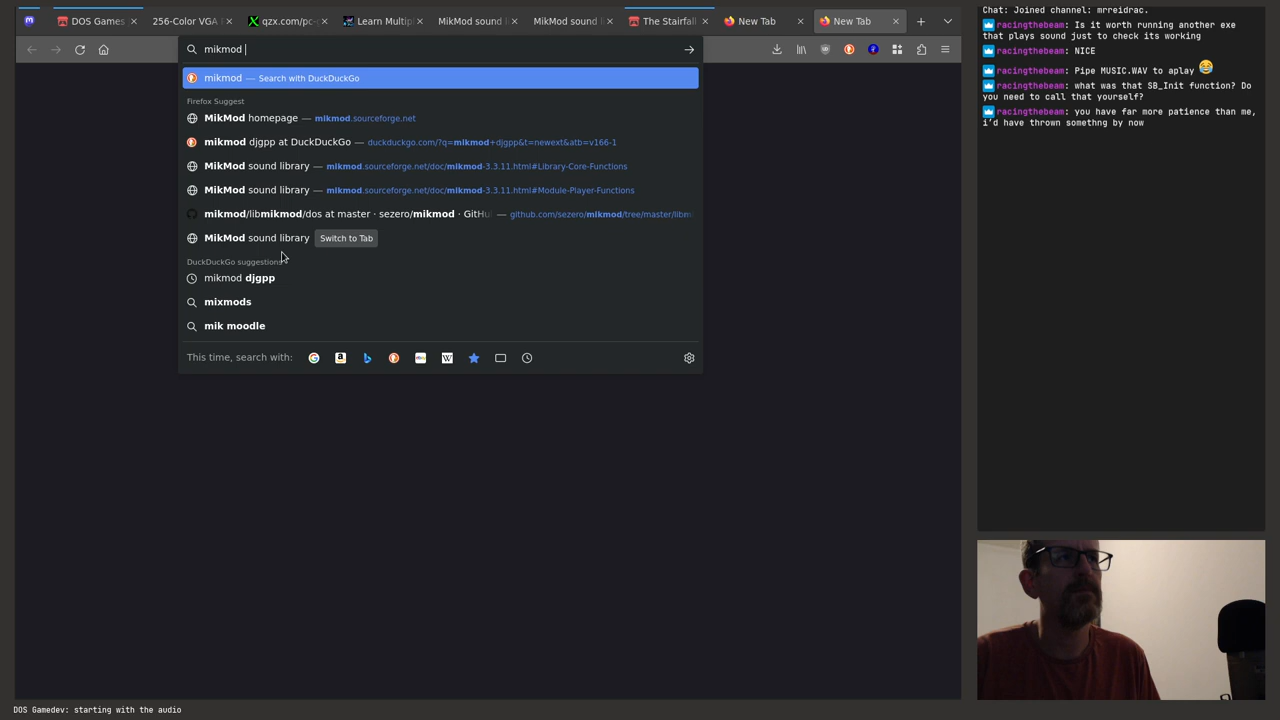 DOS Games
256-Color VGA
qzx.com/pc-
Learn Multip
MikMod sound l
MikMod sound l
The Stairfal
New Tab
New Tab
mikmod
mikmod — Search with DuckDuckGo
Firefox Suggest
MikMod homepage — mikmod.sourceforge.net
mikmod djgpp at DuckDuckGo — duckduckgo.com/?q=mikmod+djgpp&t=newext&atb=v166-1
MikMod sound library — mikmod.sourceforge.net/doc/mikmod-3.3.11.html#Library-Core-Functions
MikMod sound library — mikmod.sourceforge.net/doc/mikmod-3.3.11.html#Module-Player-Functions
mikmod/libmikmod/dos at master · sezero/mikmod · GitHu — github.com/sezero/mikmod/tree/master/libm
MikMod sound library Switch to Tab
DuckDuckGo suggestions
mikmod djgpp
mixmods
mik moodle
This time, search with:
Chat: Joined channel: mrreidrac.
racingthebeam: Is it worth running another exe
that plays sound just to check its working
racingthebeam: NICE
racingthebeam: Pipe MUSIC.WAV to aplay 😂
racingthebeam: what was that SB_Init function? Do
you need to call that yourself?
racingthebeam: you have far more patience than me,
i'd have thrown somethng by now
DOS Gamedev: starting with the audio